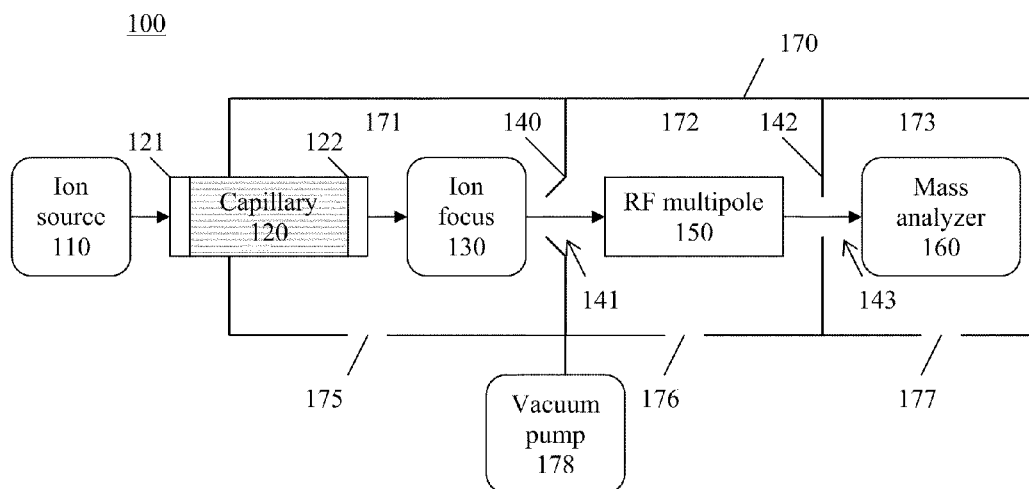 100
170
171
140
172
142
173
121
122
Ion
source
110
Capillary
120
Ion
focus
130
RF multipole
150
Mass
analyzer
160
141
143
175
176
177
Vacuum
pump
178